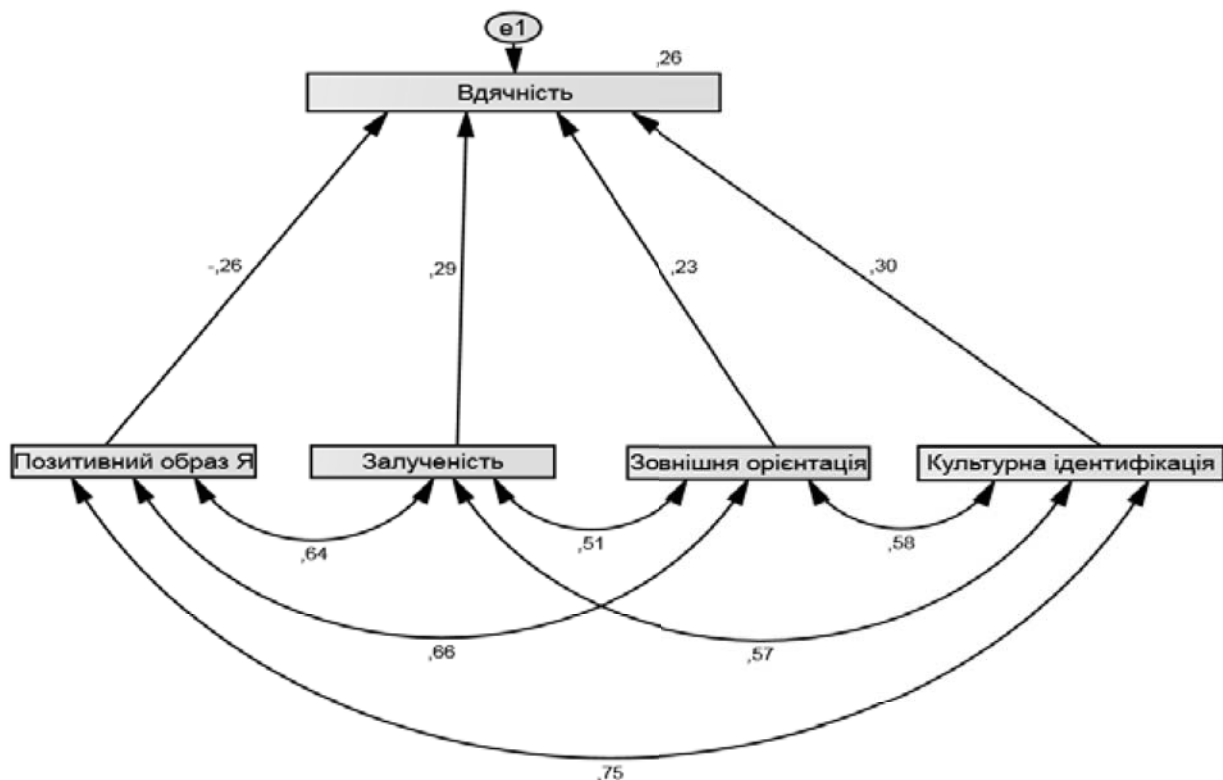 e1
,26
Вдячність
-,26
,29
,23
,30
Позитивний образ Я
Залученість
Зовнішня орієнтація
Культурна ідентифікація
,64
,51
,58
,66
,57
,75